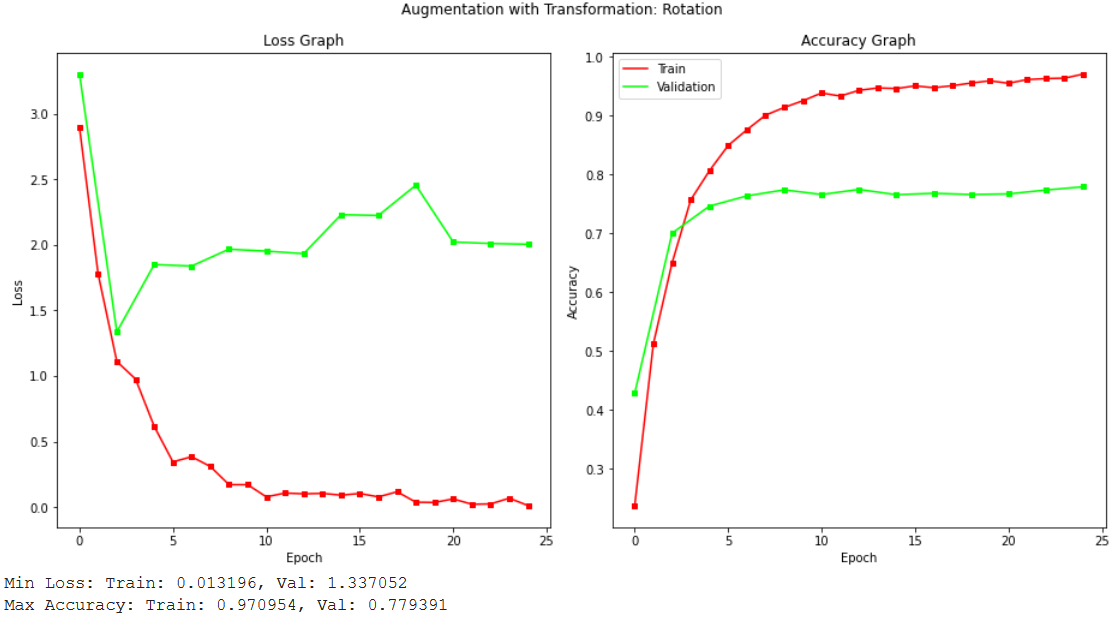 Augmentation with Transformation: Rotation
Loss Graph
3.0
2.5
2.0
1.5
1.0
0.5
0.0
Loss
0 5 10 15 20 25
Epoch
Accuracy Graph
Train
Validation
1.0
0.9
0.8
0.7
0.6
0.5
0.4
0.3
Accuracy
0 5 10 15 20 25
Epoch
Min Loss: Train: 0.013196, Val: 1.337052
Max Accuracy: Train: 0.970954, Val: 0.779391